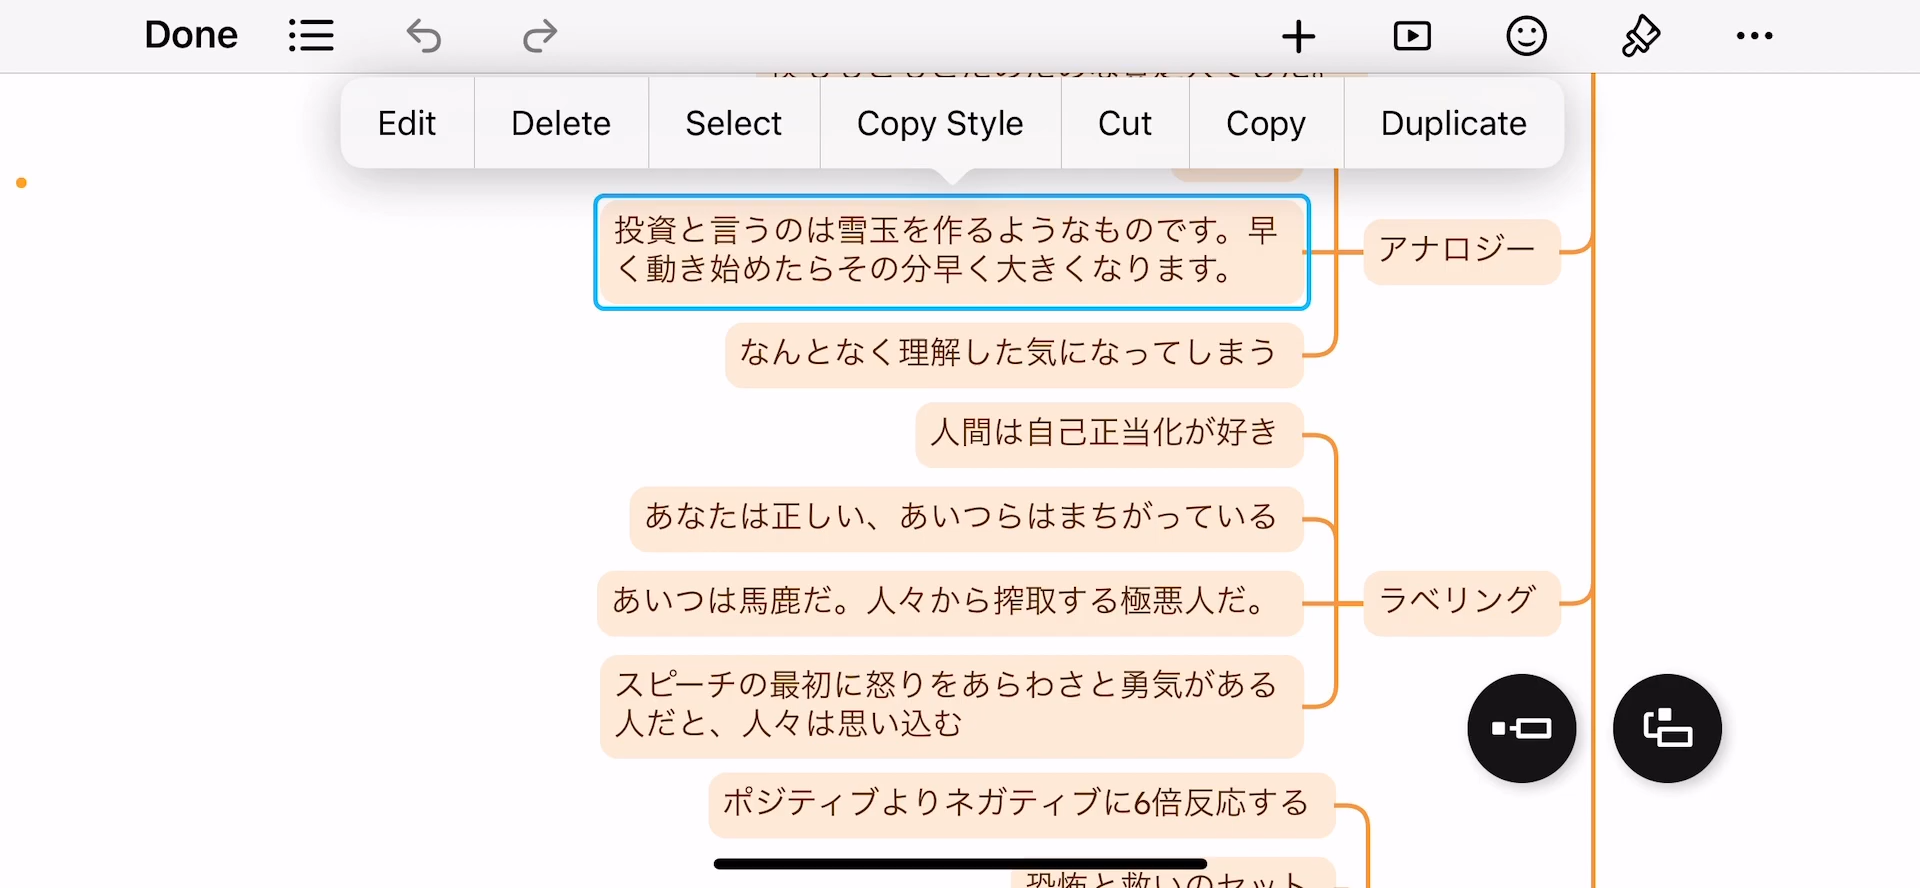 Done
Edit
Delete
Select
Copy Style
Cut
Copy
Duplicate
投資と言うのは雪玉を作るようなものです。早
く動き始めたらその分早く大きくなります。
アナロジー
なんとなく理解した気になってしまう
人間は自己正当化が好き
あなたは正しい、あいつらはまちがっている
あいつは馬鹿だ。人々から搾取する極悪人だ。
ラベリング
スピーチの最初に怒りをあらわさと勇気がある
人だと、人々は思い込む
ポジティブよりネガティブに6倍反応する
恐怖と救いのセット